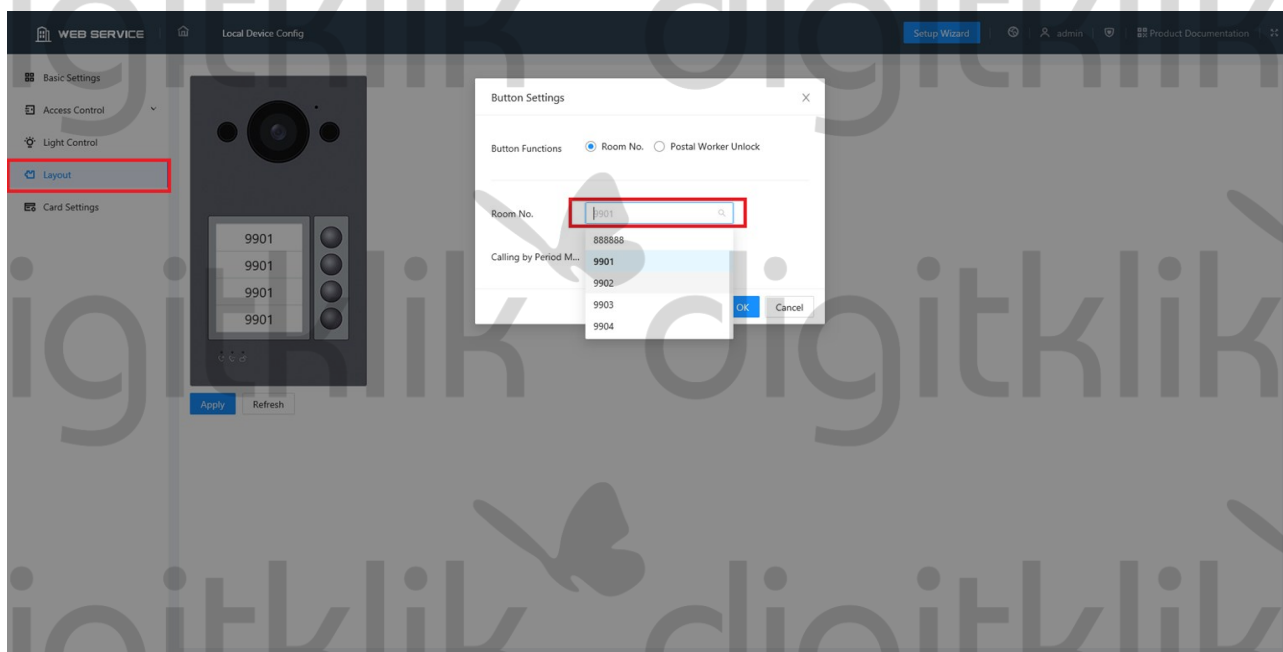 WEB SERVICE Local Device Config Setup Wizard admin Product Documentation
Basic Settings
Access Control
Light Control
Layout
Card Settings
9901
9901
9901
9901
Apply Refresh
Button Settings
Button Functions Room No. Postal Worker Unlock
Room No. 9901
888888
Calling by Period M... 9901
9902
9903
9904
OK Cancel
digitklik
digitklik